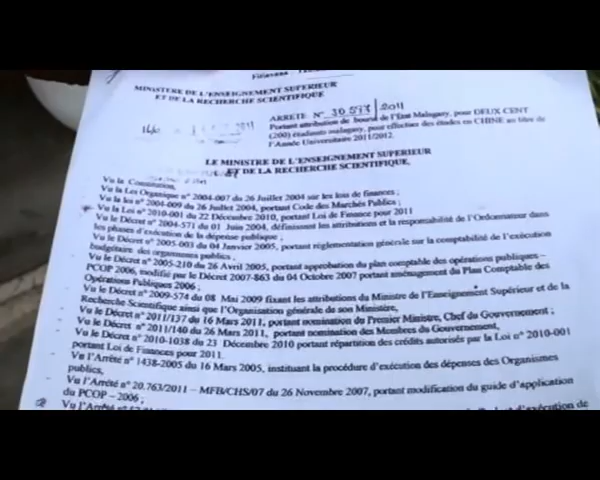 MINISTERE DE L'ENSEIGNEMENT SUPERIEUR
ET DE LA RECHERCHE SCIENTIFIQUE
ARRETE N° 30.573/2011
Portant attribution de bourse de l'Etat Malagasy, pour DEUX CENT
(200) étudiants malagasy, pour effectuer des études en CHINE au titre de
l'Année Universitaire 2011/2012.
LE MINISTRE DE L'ENSEIGNEMENT SUPERIEUR
ET DE LA RECHERCHE SCIENTIFIQUE,
Vu la Constitution,
Vu la Loi Organique n° 2004-007 du 26 Juillet 2004 sur les lois de finances ;
Vu la loi n° 2004-009 du 26 Juillet 2004, portant Code des Marchés Publics ;
Vu la Loi n° 2010-001 du 22 Décembre 2010, portant Loi de Finance pour 2011
Vu le Décret n° 2004-571 du 01 Juin 2004, définissant les attributions et la responsabilité de l'Ordonnateur dans
les phases d'exécution de la dépense publique ;
Vu le Décret n° 2005-003 du 04 Janvier 2005, portant réglementation générale sur la comptabilité de l'exécution
budgétaire des organismes publics,
Vu le Décret n° 2005-210 du 26 Avril 2005, portant approbation du plan comptable des opérations publiques –
PCOP 2006, modifié par le Décret 2007-863 du 04 Octobre 2007 portant aménagement du Plan Comptable des
Opérations Publiques 2006 ;
Vu le Décret n° 2009-574 du 08 Mai 2009 fixant les attributions du Ministre de l'Enseignement Supérieur et de la
Recherche Scientifique ainsi que l'Organisation générale de son Ministère,
Vu le Décret n° 2011/137 du 16 Mars 2011, portant nomination du Premier Ministre, Chef du Gouvernement ;
Vu le Décret n° 2011/140 du 26 Mars 2011, portant nomination des Membres du Gouvernement,
Vu le Décret n° 2010-1038 du 23 Décembre 2010 portant répartition des crédits autorisés par la Loi n° 2010-001
portant Loi de Finances pour 2011.
Vu l'Arrêté n° 1438-2005 du 16 Mars 2005, instituant la procédure d'exécution des dépenses des Organismes
publics,
Vu l'Arrêté n° 20.763/2011 – MFB/CHS/07 du 26 Novembre 2007, portant modification du guide d'application
du PCOP – 2006 ;
Vu l'Arrêté n° d'exécution de